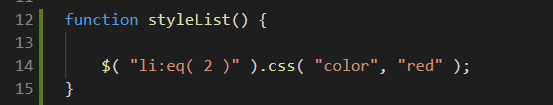 12 function styleList() {
13
14 $( "li:eq( 2 )" ).css( "color", "red" );
15 }